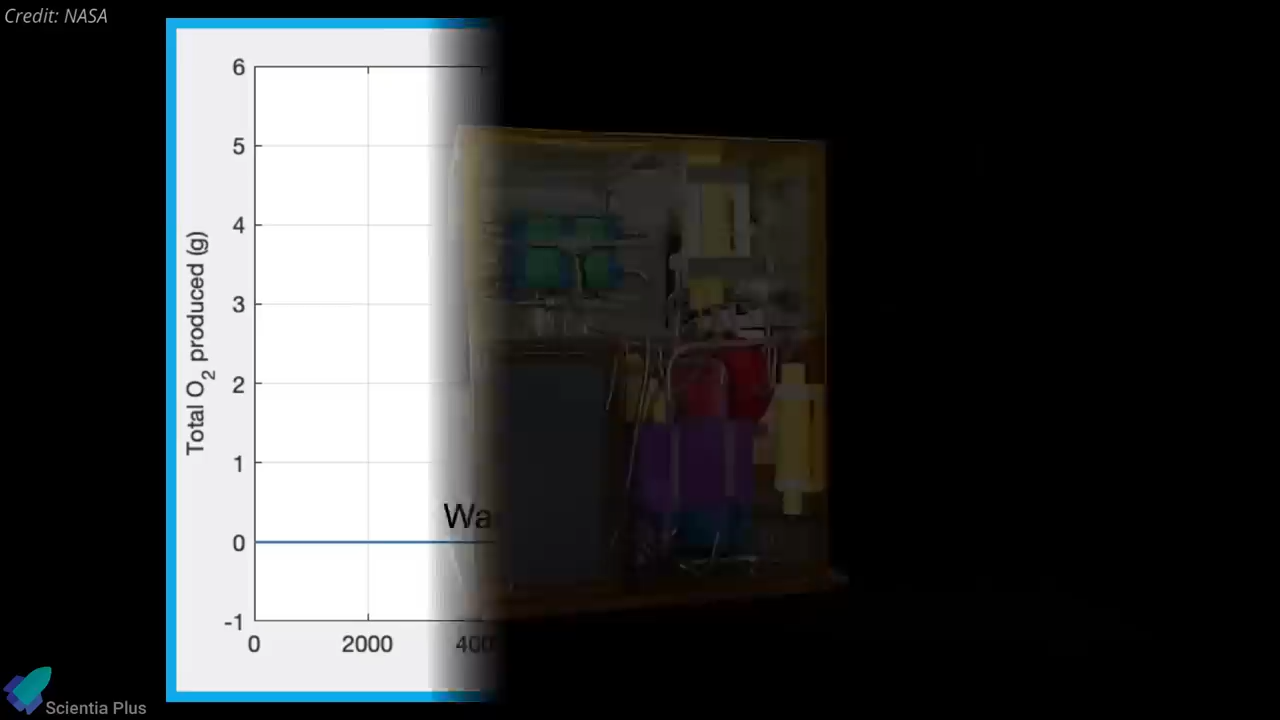 Credit: NASA
6
5
4
3
2
1
0
-1
Total O₂ produced (g)
0
2000
400
Wa
Scientia Plus